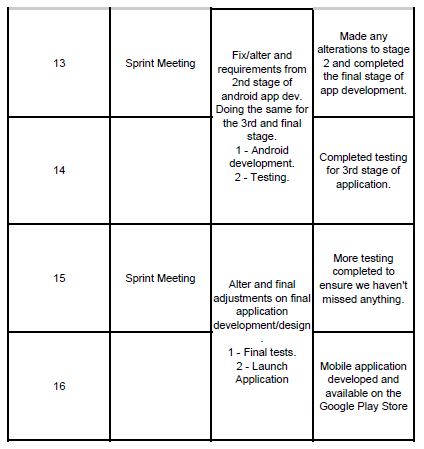 13
Sprint Meeting
Fix/alter and
requirements from
2nd stage of
android app dev.
Doing the same for
the 3rd and final
stage.
1 - Android
development.
2 - Testing.
Made any
alterations to stage
2 and completed
the final stage of
app development.
14
Completed testing
for 3rd stage of
application.
15
Sprint Meeting
Alter and final
adjustments on final
application
development/design
.
1 - Final tests.
2 - Launch
Application
More testing
completed to
ensure we haven't
missed anything.
16
Mobile application
developed and
available on the
Google Play Store